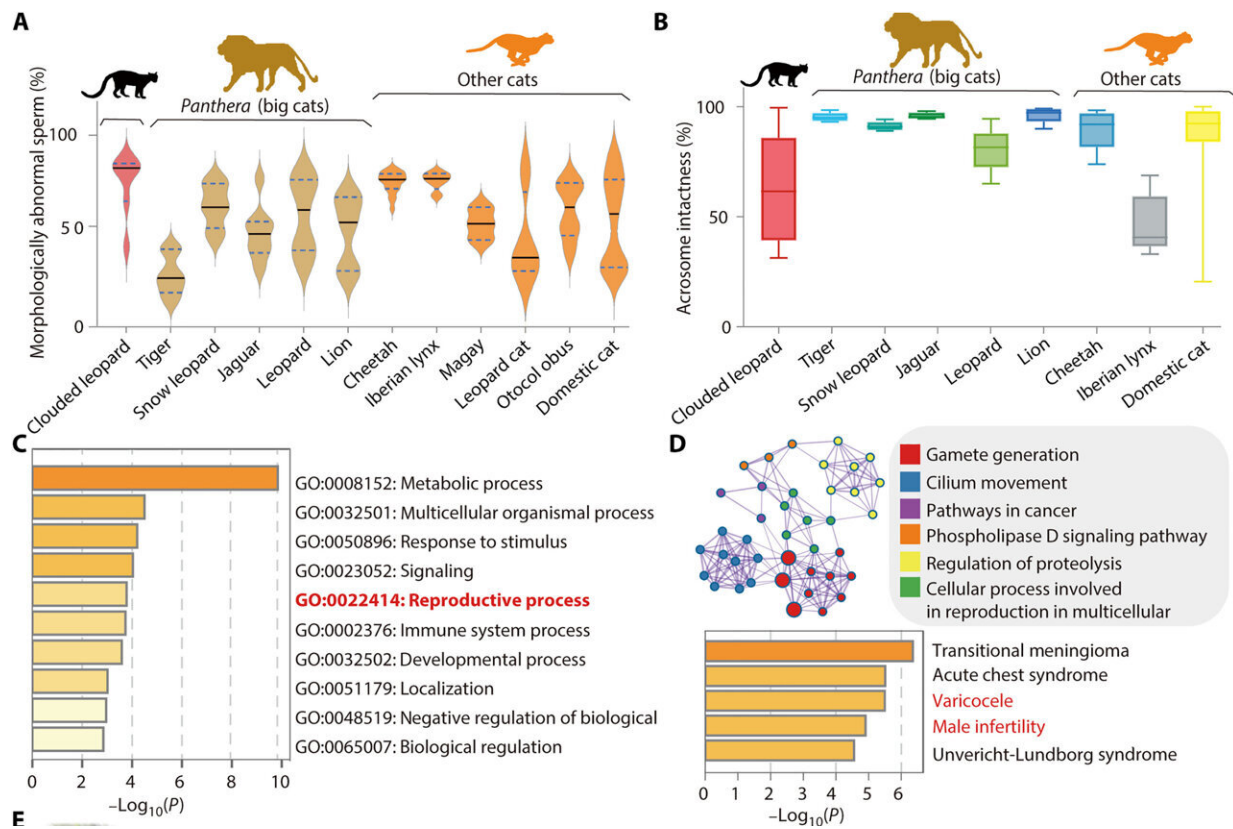 A
Panthera (big cats)
Other cats
Morphologically abnormal sperm (%)
100
50
0
Clouded leopard
Tiger
Snow leopard
Jaguar
Leopard
Lion
Cheetah
Iberian lynx
Magay
Leopard cat
Otocol obus
Domestic cat
B
Panthera (big cats)
Other cats
Acrosome intactness (%)
100
50
0
Clouded leopard
Tiger
Snow leopard
Jaguar
Leopard
Lion
Cheetah
Iberian lynx
Domestic cat
C
GO:0008152: Metabolic process
GO:0032501: Multicellular organismal process
GO:0050896: Response to stimulus
GO:0023052: Signaling
GO:0022414: Reproductive process
GO:0002376: Immune system process
GO:0032502: Developmental process
GO:0051179: Localization
GO:0048519: Negative regulation of biological
GO:0065007: Biological regulation
0 2 4 6 8 10
–Log10(P)
D
Gamete generation
Cilium movement
Pathways in cancer
Phospholipase D signaling pathway
Regulation of proteolysis
Cellular process involved
in reproduction in multicellular
Transitional meningioma
Acute chest syndrome
Varicocele
Male infertility
Unvericht-Lundborg syndrome
0 1 2 3 4 5 6
–Log10(P)
E